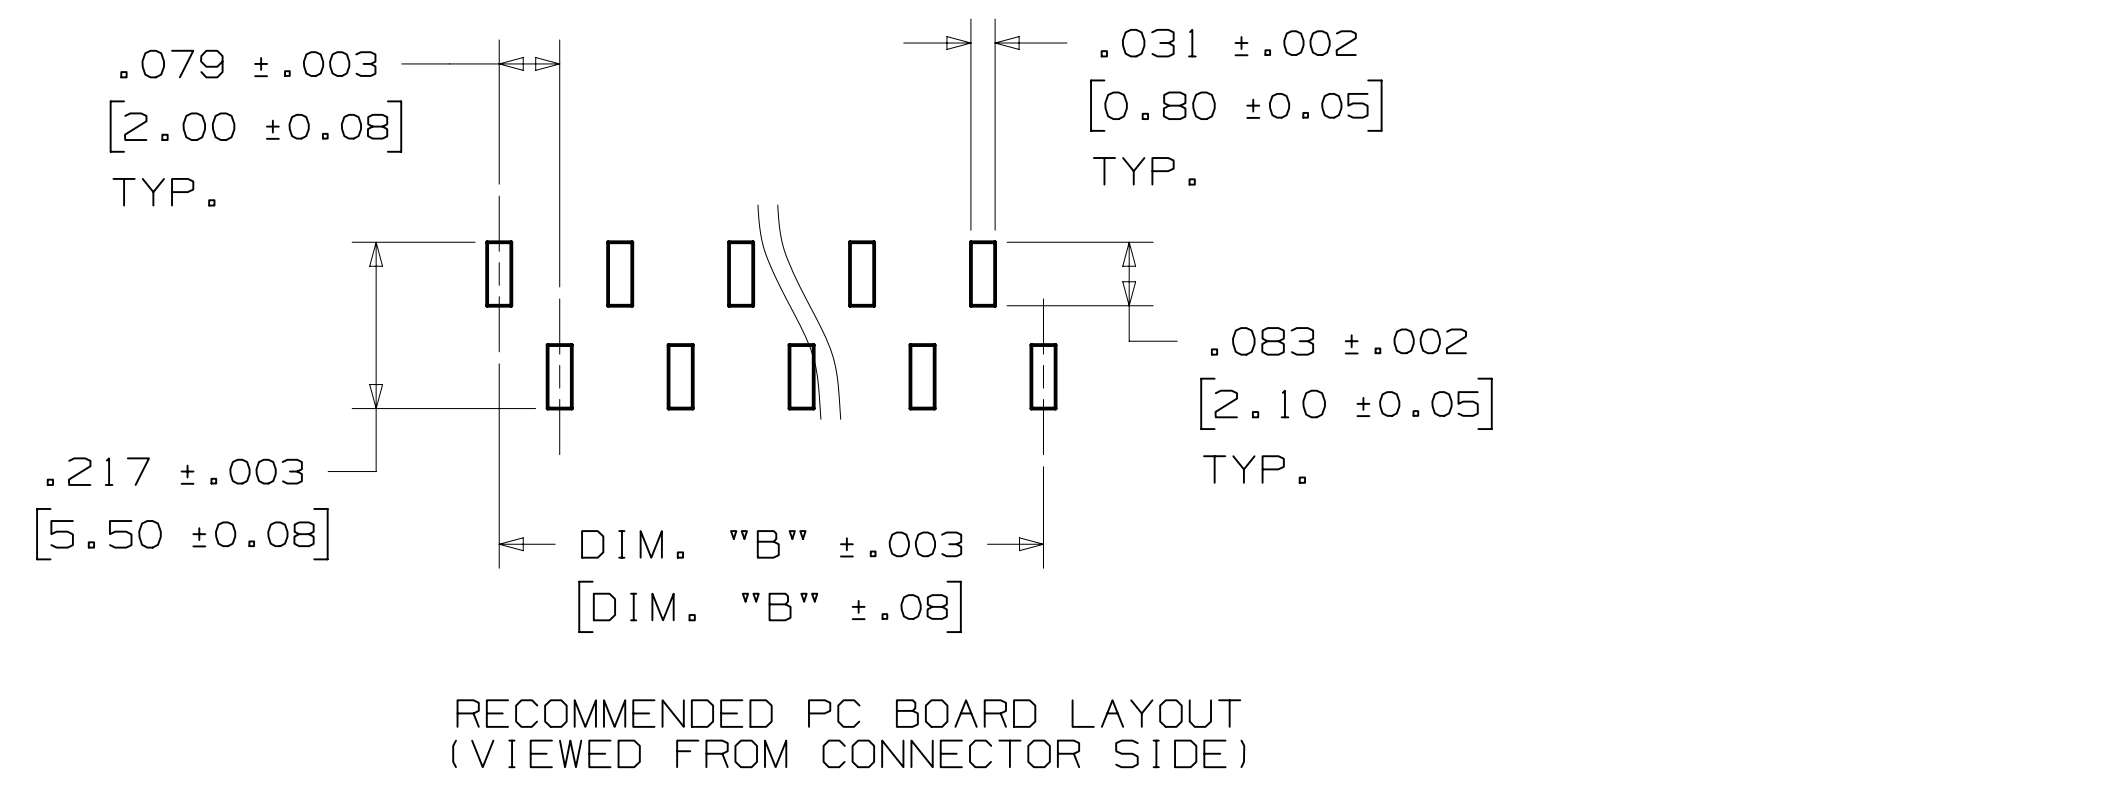 .079 ±.003
[2.00 ±0.08]
TYP.
.031 ±.002
[0.80 ±0.05]
TYP.
.083 ±.002
[2.10 ±0.05]
TYP.
.217 ±.003
[5.50 ±0.08]
DIM. "B" ±.003
[DIM. "B" ±.08]
RECOMMENDED PC BOARD LAYOUT
(VIEWED FROM CONNECTOR SIDE)